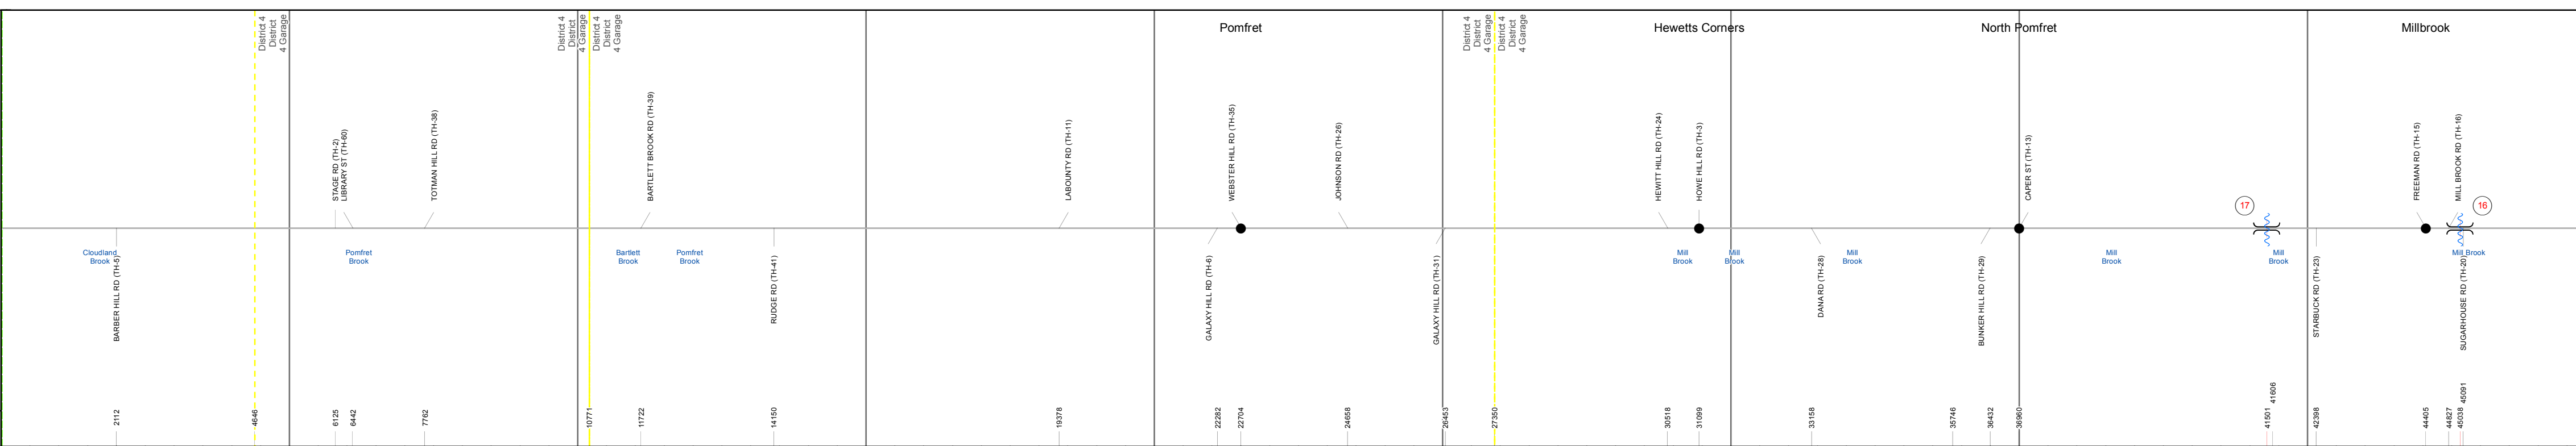 District 4
District
4 Garage
District 4
District
4 Garage
District 4
District
4 Garage
Pomfret
District 4
District
4 Garage
District 4
District
4 Garage
Hewetts Corners
North Pomfret
Millbrook
STAGE RD (TH-2)
LIBRARY ST (TH-60)
TOTMAN HILL RD (TH-38)
BARTLETT BROOK RD (TH-39)
LABOUNTY RD (TH-11)
WEBSTER HILL RD (TH-35)
JOHNSON RD (TH-26)
HEWITT HILL RD (TH-24)
HOWE HILL RD (TH-3)
CAPER ST (TH-13)
FREEMAN RD (TH-15)
MILL BROOK RD (TH-16)
17
16
Cloudland
Brook
Pomfret
Brook
Bartlett
Brook
Pomfret
Brook
Mill
Brook
Mill
Brook
Mill
Brook
Mill
Brook
Mill
Brook
Mill Brook
BARBER HILL RD (TH-5)
RUDGE RD (TH-41)
GALAXY HILL RD (TH-6)
GALAXY HILL RD (TH-31)
DANA RD (TH-28)
BUNKER HILL RD (TH-29)
STARBUCK RD (TH-23)
SUGARHOUSE RD (TH-20)
2112
4646
6125
6442
7762
10771
11722
14150
19378
22282
22704
24658
26453
27350
30518
31099
33158
35746
36432
36960
41501
41606
42398
44405
44827
45038
45091